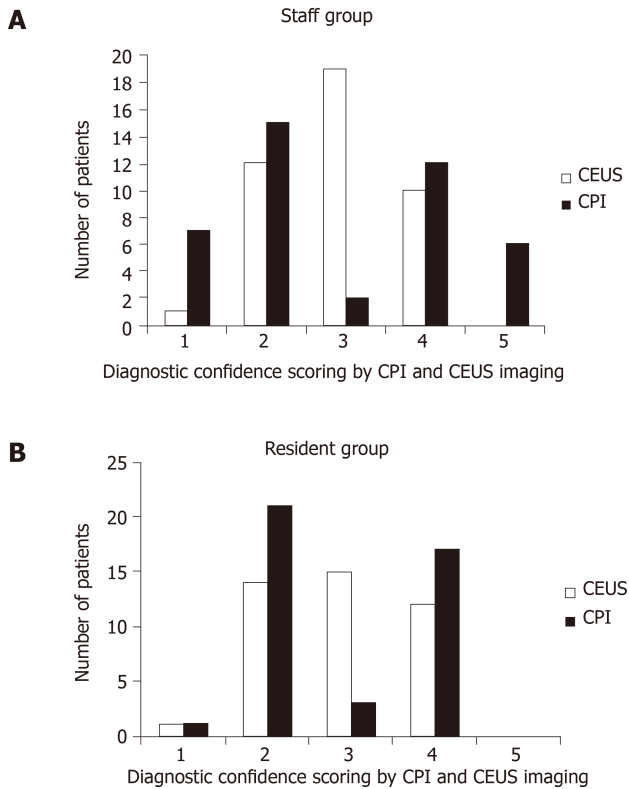 A
Staff group
20
18
16
14
12
10
8
6
4
2
0
Number of patients
CEUS
CPI
1 2 3 4 5
Diagnostic confidence scoring by CPI and CEUS imaging
B
Resident group
25
20
15
10
5
0
Number of patients
CEUS
CPI
1 2 3 4 5
Diagnostic confidence scoring by CPI and CEUS imaging